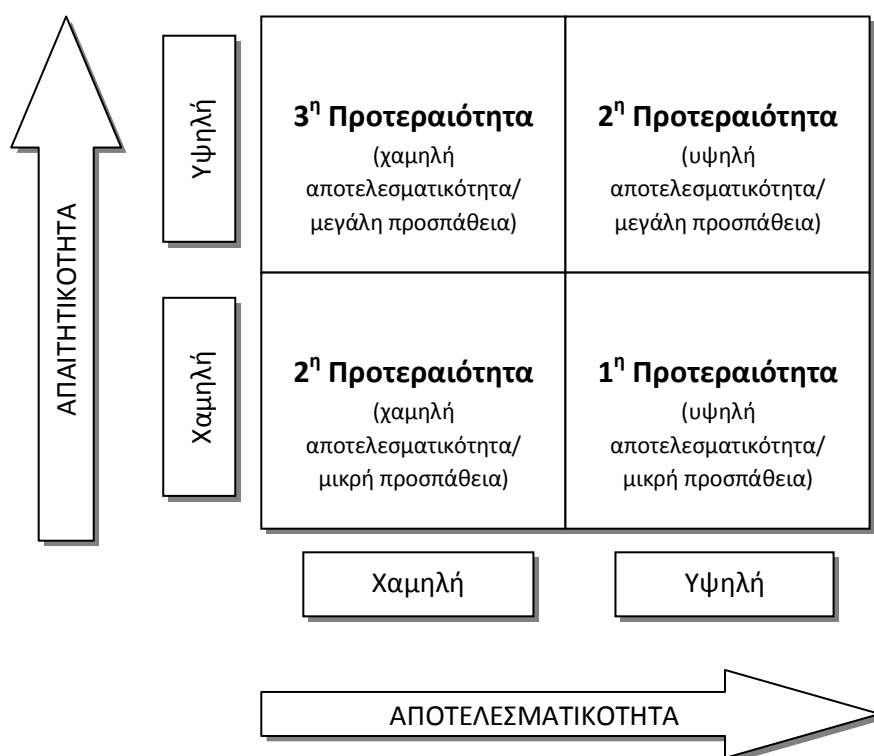 ΑΠΑΙΤΗΤΙΚΟΤΗΤΑ
Υψηλή
3η Προτεραιότητα
(χαμηλή
αποτελεσματικότητα/
μεγάλη προσπάθεια)
2η Προτεραιότητα
(υψηλή
αποτελεσματικότητα/
μεγάλη προσπάθεια)
Χαμηλή
2η Προτεραιότητα
(χαμηλή
αποτελεσματικότητα/
μικρή προσπάθεια)
1η Προτεραιότητα
(υψηλή
αποτελεσματικότητα/
μικρή προσπάθεια)
Χαμηλή
Υψηλή
ΑΠΟΤΕΛΕΣΜΑΤΙΚΟΤΗΤΑ